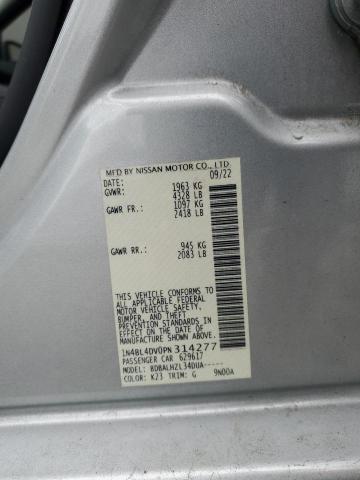 MFD BY NISSAN MOTOR CO., LTD.
DATE: 09/22
GVWR: 1963 KG
4328 LB
GAWR FR: 1097 KG
2418 LB
GAWR RR: 945 KG
2083 LB
THIS VEHICLE CONFORMS TO
ALL APPLICABLE FEDERAL
MOTOR VEHICLE SAFETY,
BUMPER, AND THEFT
PREVENTION STANDARDS IN
EFFECT ON THE DATE OF
MANUFACTURE SHOWN ABOVE.
1N4BL4DV0PN314277
PASSENGER CAR 629617
MODEL: BDBALHZL34DUA-----
COLOR: K23 TRIM: G 9N00A